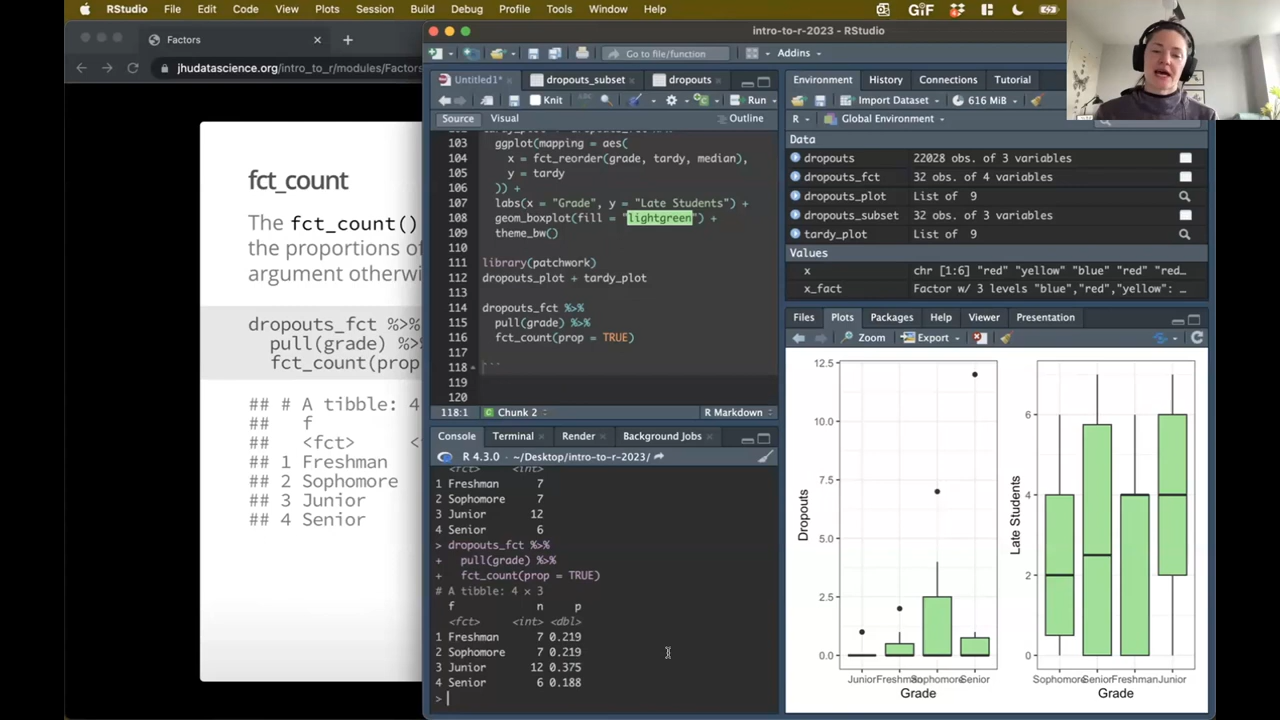 RStudio File Edit Code View Plots Session Build Debug Profile Tools Window Help
GIF
Factors
jhudatascience.org/intro_to_r/modules/Factors
fct_count
The fct_count()
the proportions of
argument otherwi
dropouts_fct %>%
pull(grade) %>%
fct_count(prop
## # A tibble: 4
## f
## <fct>
## 1 Freshman
## 2 Sophomore
## 3 Junior
## 4 Senior
intro-to-r-2023 - RStudio
Go to file/function
Addins
Untitled1*
dropouts_subset
dropouts
Knit
ABC
Run
Source Visual
Outline
103 ggplot(mapping = aes(
104 x = fct_reorder(grade, tardy, median),
105 y = tardy
106 )) +
107 labs(x = "Grade", y = "Late Students") +
108 geom_boxplot(fill = "lightgreen") +
109 theme_bw()
110
111 library(patchwork)
112 dropouts_plot + tardy_plot
113
114 dropouts_fct %>%
115 pull(grade) %>%
116 fct_count(prop = TRUE)
117
118 ```
119
120
118:1 Chunk 2
R Markdown
Console Terminal Render Background Jobs
R 4.3.0 · ~/Desktop/intro-to-r-2023/
<fct> <int>
1 Freshman 7
2 Sophomore 7
3 Junior 12
4 Senior 6
> dropouts_fct %>%
+ pull(grade) %>%
+ fct_count(prop = TRUE)
# A tibble: 4 × 3
f n p
<fct> <int> <dbl>
1 Freshman 7 0.219
2 Sophomore 7 0.219
3 Junior 12 0.375
4 Senior 6 0.188
>
Environment History Connections Tutorial
Import Dataset
616 MiB
R
Global Environment
Data
dropouts 22028 obs. of 3 variables
dropouts_fct 32 obs. of 4 variables
dropouts_plot List of 9
dropouts_subset 32 obs. of 3 variables
tardy_plot List of 9
Values
x chr [1:6] "red" "yellow" "blue" "red" "red…
x_fact Factor w/ 3 levels "blue","red","yellow": …
Files Plots Packages Help Viewer Presentation
Zoom Export
12.5
10.0
7.5
5.0
2.5
0.0
Dropouts
Junior Freshman Sophomore Senior
Grade
6
4
2
0
Late Students
Sophomore Senior Freshman Junior
Grade